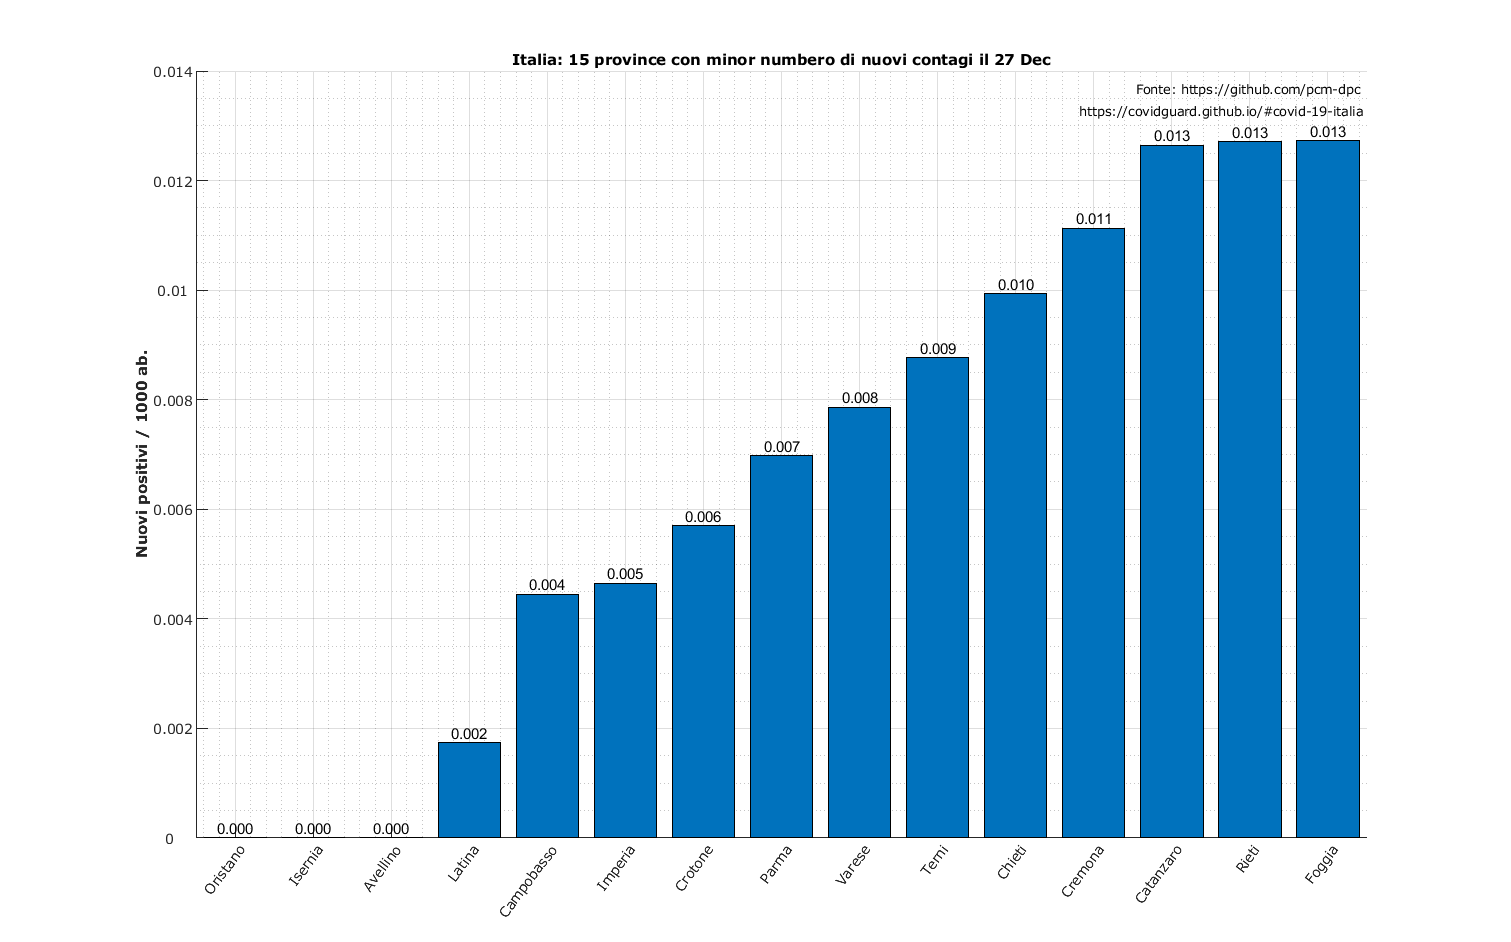 Italia: 15 province con minor numbero di nuovi contagi il 27 Dec
Fonte: https://github.com/pcm-dpc
https://covidguard.github.io/#covid-19-italia
Nuovi positivi / 1000 ab.
0.014
0.012
0.01
0.008
0.006
0.004
0.002
0
0.000
0.000
0.000
0.002
0.004
0.005
0.006
0.007
0.008
0.009
0.010
0.011
0.013
0.013
0.013
Oristano
Isernia
Avellino
Latina
Campobasso
Imperia
Crotone
Parma
Varese
Terni
Chieti
Cremona
Catanzaro
Rieti
Foggia